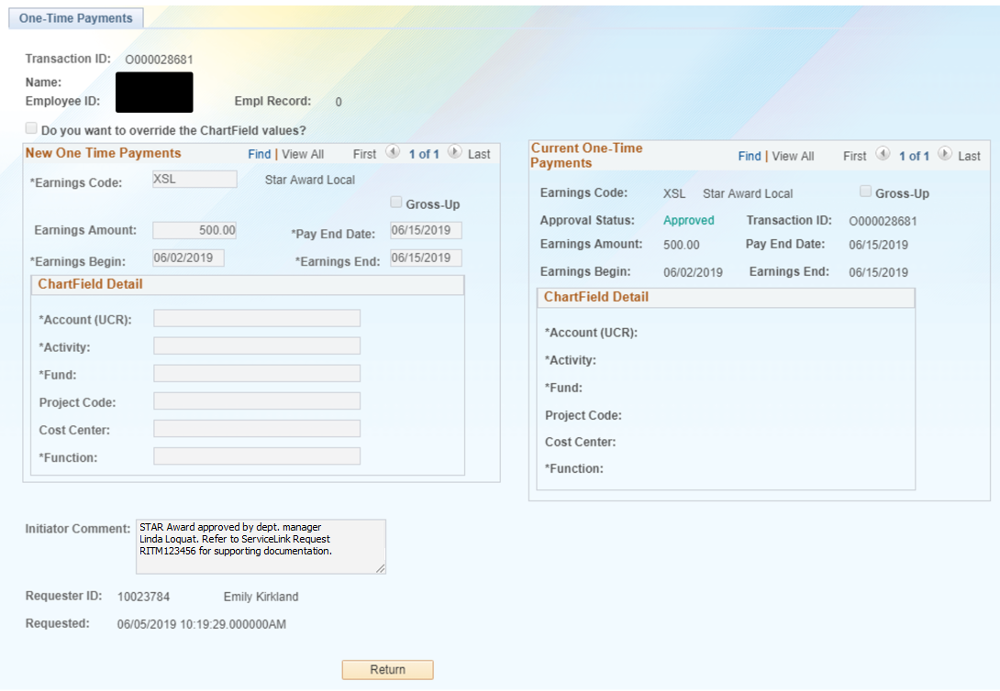 One-Time Payments
Transaction ID: O000028681
Name:
Employee ID: Empl Record: 0
Do you want to override the ChartField values?
New One Time Payments Find | View All First 1 of 1 Last
*Earnings Code: XSL Star Award Local
Gross-Up
Earnings Amount: 500.00 *Pay End Date: 06/15/2019
*Earnings Begin: 06/02/2019 *Earnings End: 06/15/2019
ChartField Detail
*Account (UCR):
*Activity:
*Fund:
Project Code:
Cost Center:
*Function:
Current One-Time
Payments Find | View All First 1 of 1 Last
Earnings Code: XSL Star Award Local Gross-Up
Approval Status: Approved Transaction ID: O000028681
Earnings Amount: 500.00 Pay End Date: 06/15/2019
Earnings Begin: 06/02/2019 Earnings End: 06/15/2019
ChartField Detail
*Account (UCR):
*Activity:
*Fund:
Project Code:
Cost Center:
*Function:
Initiator Comment: STAR Award approved by dept. manager
Linda Loquat. Refer to ServiceLink Request
RITM123456 for supporting documentation.
Requester ID: 10023784 Emily Kirkland
Requested: 06/05/2019 10:19:29.000000AM
Return